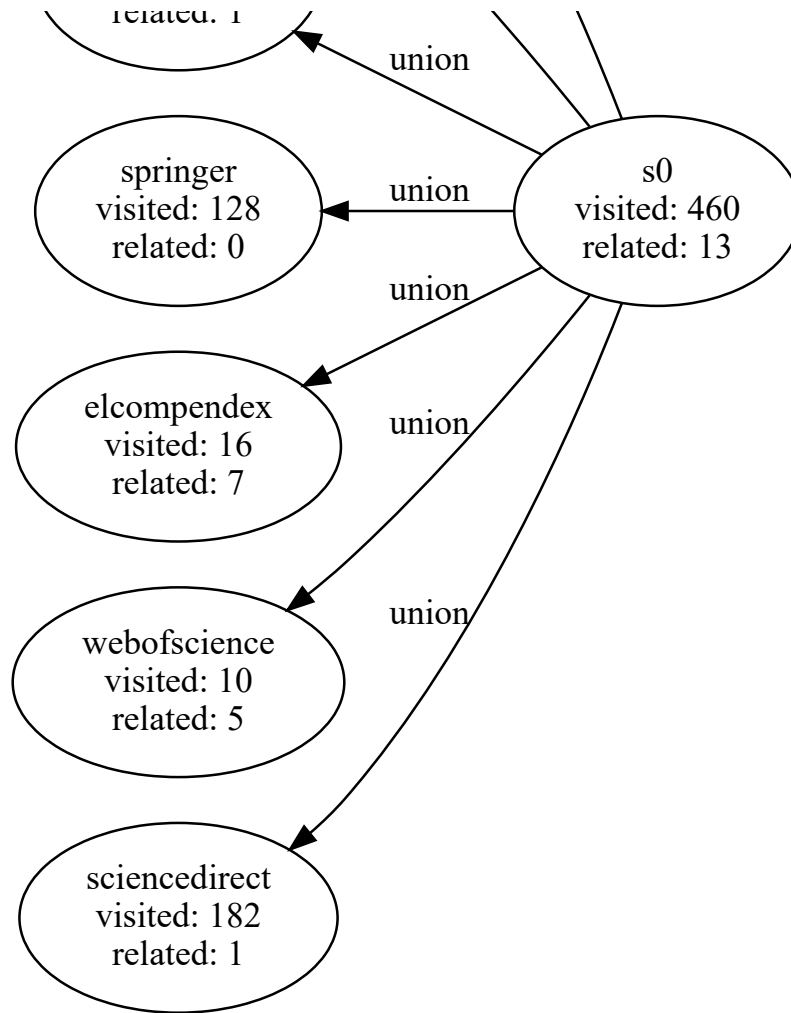 related: 1
union
springer
visited: 128
related: 0
union
s0
visited: 460
related: 13
union
elcompendex
visited: 16
related: 7
union
webofscience
visited: 10
related: 5
union
sciencedirect
visited: 182
related: 1